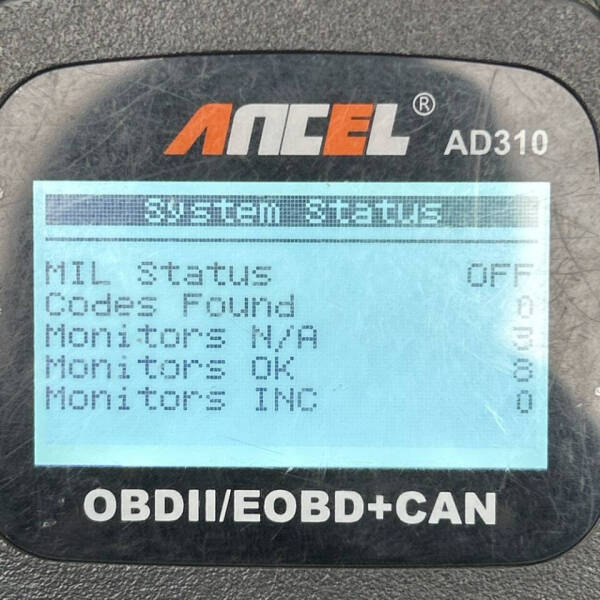 ANCEL®
AD310
System Status
MIL Status OFF
Codes Found 0
Monitors N/A 3
Monitors OK 8
Monitors INC 0
OBDII/EOBD+CAN